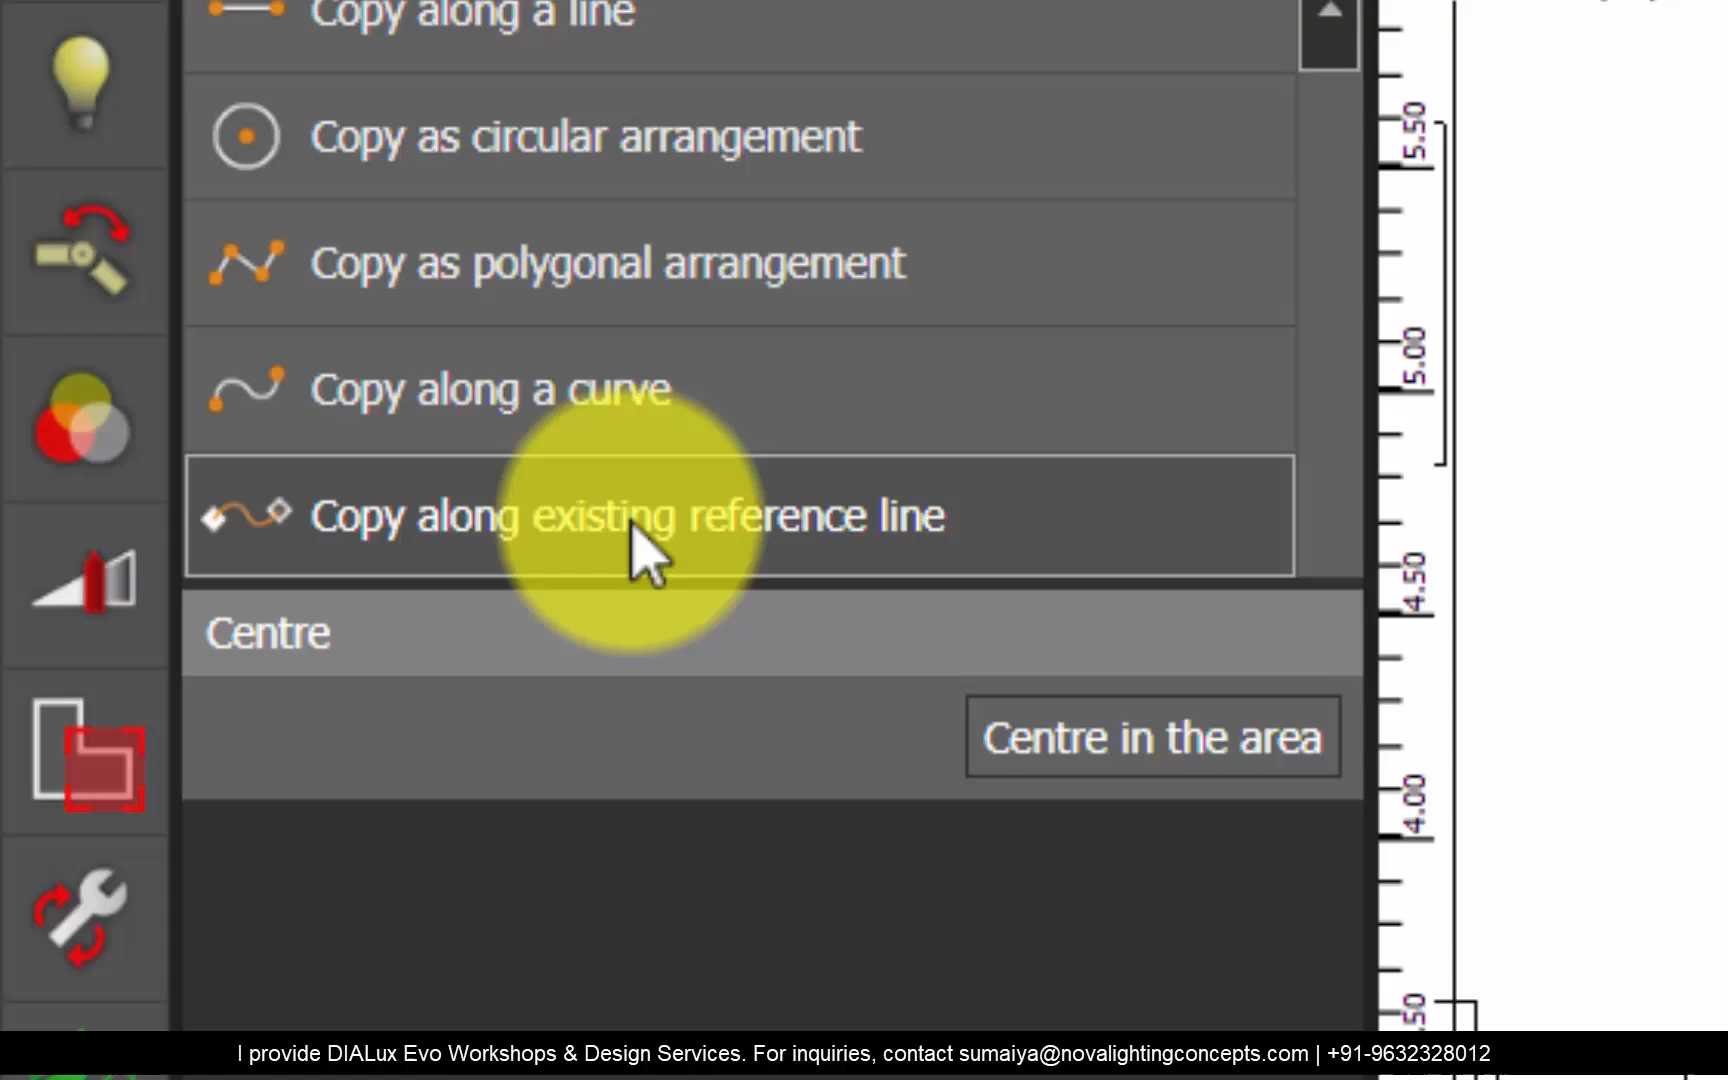 Copy along a line
Copy as circular arrangement
Copy as polygonal arrangement
Copy along a curve
Copy along existing reference line
Centre
Centre in the area
5.50
5.00
4.50
4.00
.50
I provide DIALux Evo Workshops & Design Services. For inquiries, contact sumaiya@novalightingconcepts.com | +91-9632328012